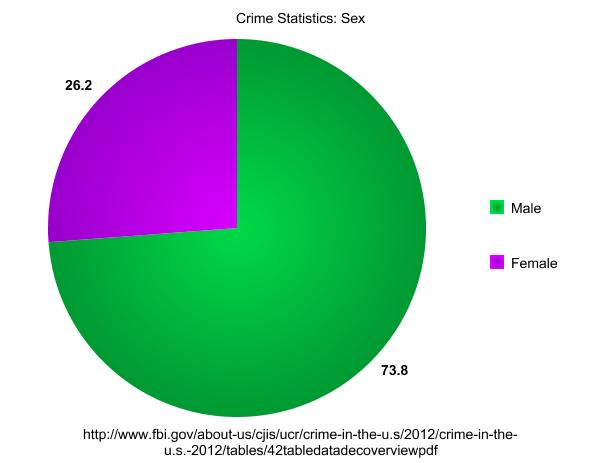 Crime Statistics: Sex
26.2
Male
Female
73.8
http://www.fbi.gov/about-us/cjis/ucr/crime-in-the-u.s/2012/crime-in-the-
u.s.-2012/tables/42tabledatadecoverviewpdf